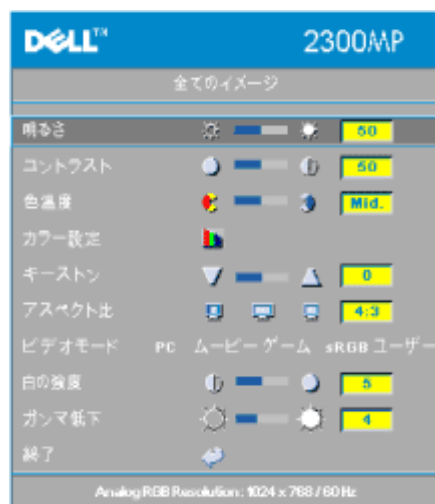 DELL™ 2300MP
全てのイメージ
明るさ 50
コントラスト 50
色温度 Mid.
カラー設定
キーストン 0
アスペクト比 4:3
ビデオモード PC ムービー ゲーム sRGB ユーザー
白の強度 5
ガンマ低下 4
終了
Analog RGB Resolution: 1024 x 768 / 60 Hz